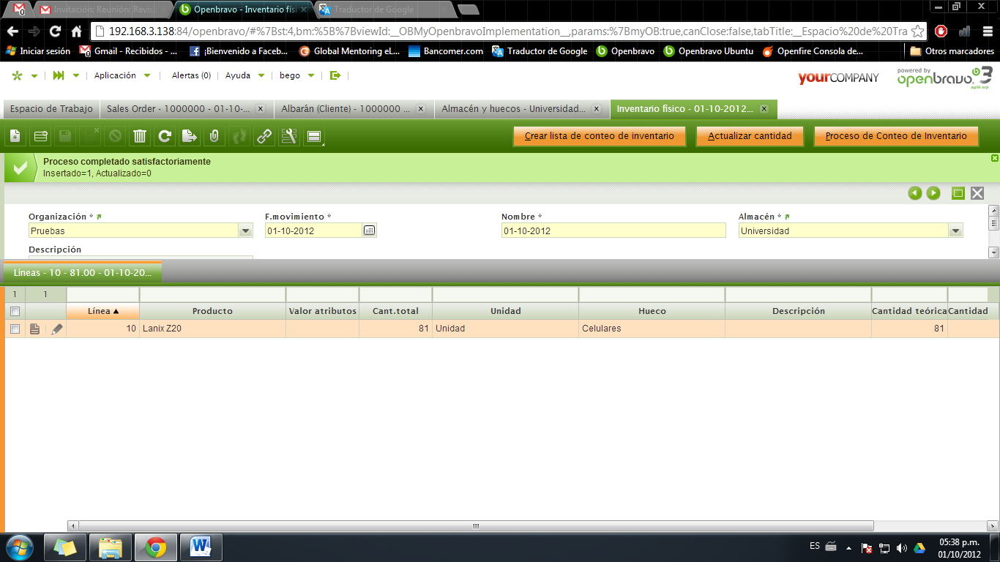 Invitación: Reunión: Revis
Openbravo - Inventario físi
Traductor de Google
192.168.3.138:84/openbravo/#%7Bst:4,bm:%5B%7BviewId:__OBMyOpenbravoImplementation__,params:%7BmyOB:true,canClose:false,tabTitle:__Espacio%20de%20Tra
Iniciar sesión
Gmail - Recibidos - ...
¡Bienvenido a Faceb...
Global Mentoring eL...
Bancomer.com
Traductor de Google
Openbravo
Openbravo Ubuntu
Openfire Consola de...
Otros marcadores
Aplicación
Alertas (0)
Ayuda
bego
yourCOMPANY
powered by
openbravo 3
agile erp
Espacio de Trabajo
Sales Order - 1000000 - 01-10-...
Albarán (Cliente) - 1000000 ...
Almacén y huecos - Universidad...
Inventario físico - 01-10-2012...
Crear lista de conteo de inventario
Actualizar cantidad
Proceso de Conteo de Inventario
Proceso completado satisfactoriamente
Insertado=1, Actualizado=0
Organización *
F.movimiento *
Nombre *
Almacén *
Pruebas
01-10-2012
01-10-2012
Universidad
Descripción
Líneas - 10 - 81.00 - 01-10-20...
1 1
Línea Producto Valor atributos Cant.total Unidad Hueco Descripción Cantidad teórica Cantidad
10 Lanix Z20 81 Unidad Celulares 81
ES
05:38 p.m.
01/10/2012